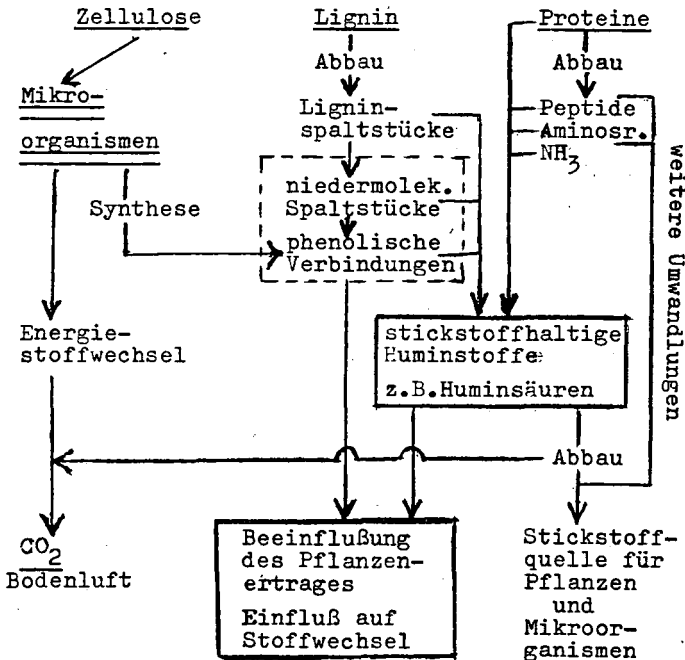 Zellulose
Lignin
Proteine
Abbau
Abbau
Mikro-
organismen
Lignin-
spaltstücke
Peptide
Aminosr.
NH3
niedermolek.
Spaltstücke
Synthese
phenolische
Verbindungen
weitere Umwandlungen
Energie-
stoffwechsel
stickstoffhaltige
Huminstoffe
z.B.Huminsäuren
Abbau
CO2
Bodenluft
Beeinflußung
des Pflanzen-
ertrages
Einfluß auf
Stoffwechsel
Stickstoff-
quelle für
Pflanzen
und
Mikroor-
ganismen